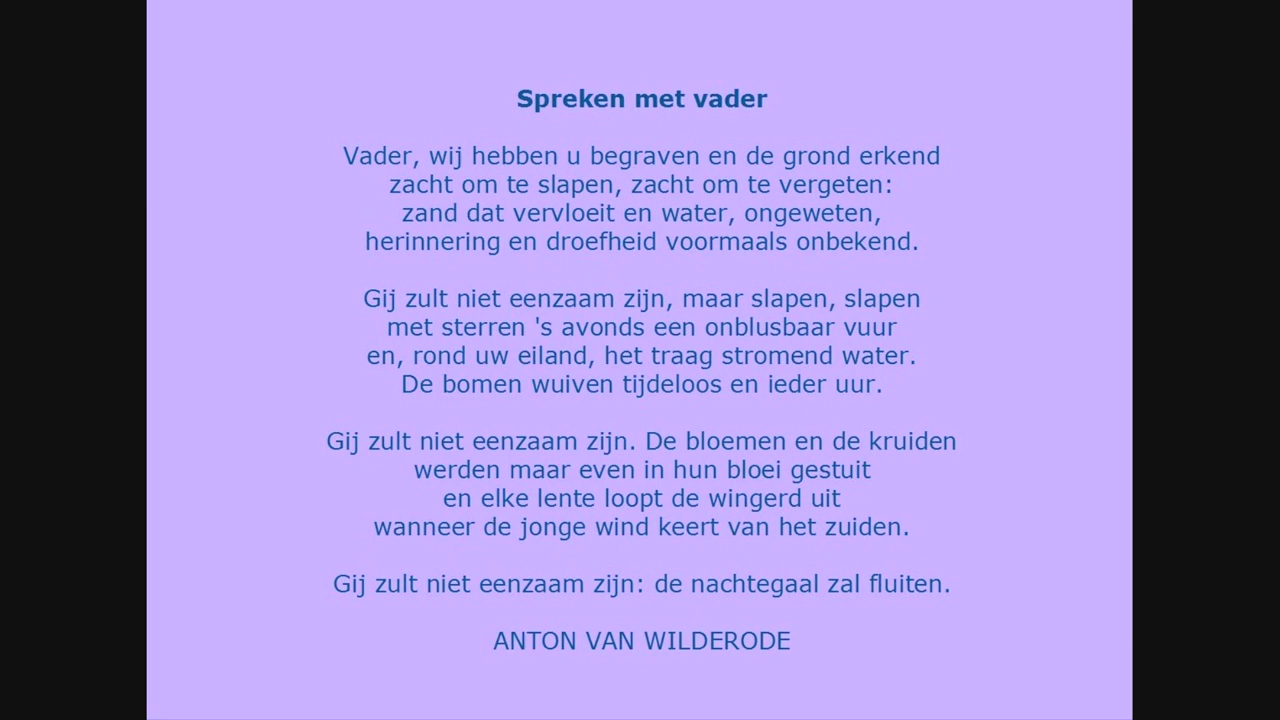 Spreken met vader
Vader, wij hebben u begraven en de grond erkend
zacht om te slapen, zacht om te vergeten:
zand dat vervloeit en water, ongeweten,
herinnering en droefheid voormaals onbekend.
Gij zult niet eenzaam zijn, maar slapen, slapen
met sterren 's avonds een onblusbaar vuur
en, rond uw eiland, het traag stromend water.
De bomen wuiven tijdeloos en ieder uur.
Gij zult niet eenzaam zijn. De bloemen en de kruiden
werden maar even in hun bloei gestuit
en elke lente loopt de wingerd uit
wanneer de jonge wind keert van het zuiden.
Gij zult niet eenzaam zijn: de nachtegaal zal fluiten.
ANTON VAN WILDERODE